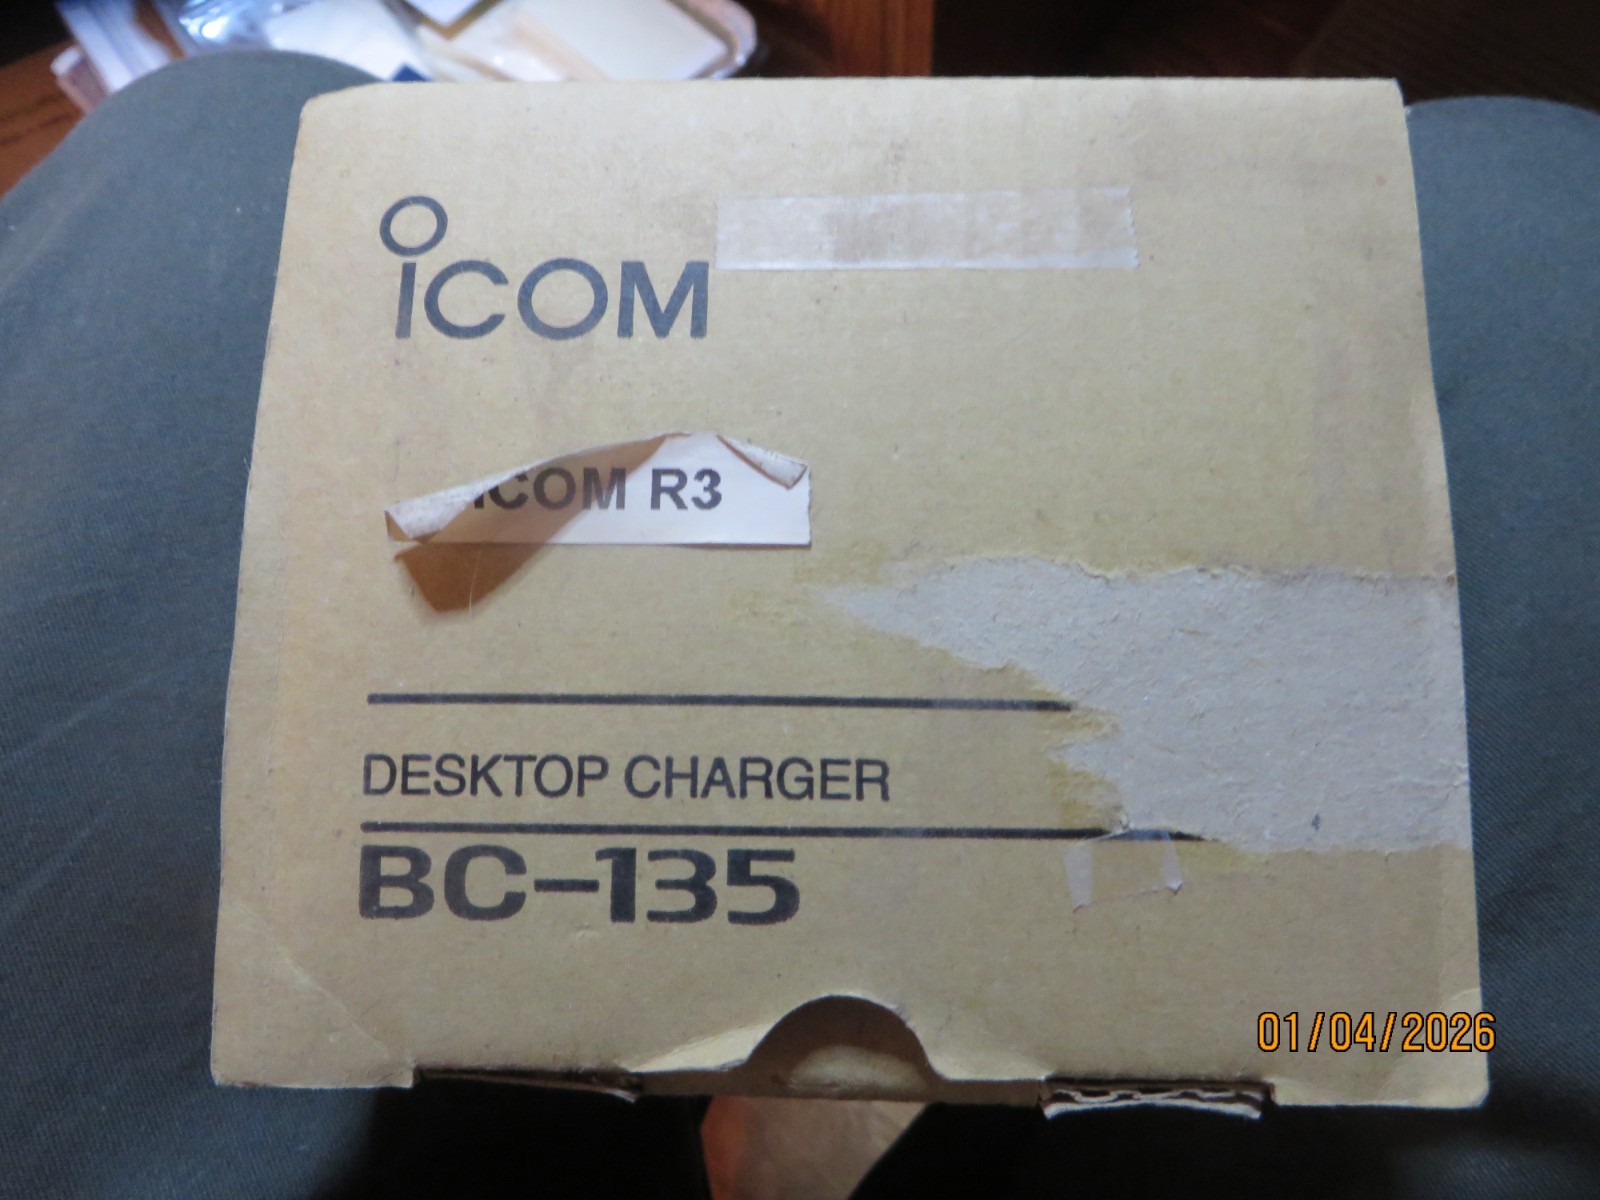 ICOM
ICOM R3
DESKTOP CHARGER
BC-135
01/04/2026